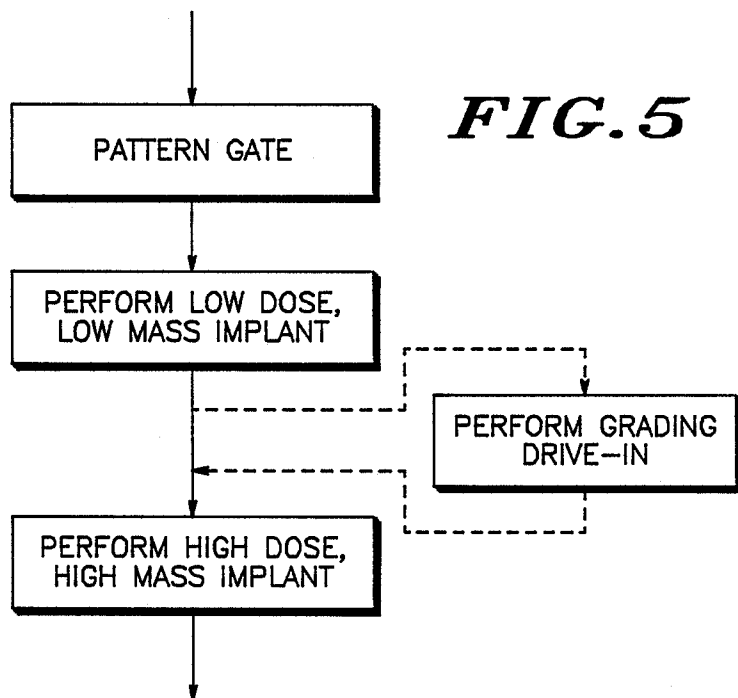 FIG. 5
PATTERN GATE
PERFORM LOW DOSE,
LOW MASS IMPLANT
PERFORM GRADING
DRIVE-IN
PERFORM HIGH DOSE,
HIGH MASS IMPLANT